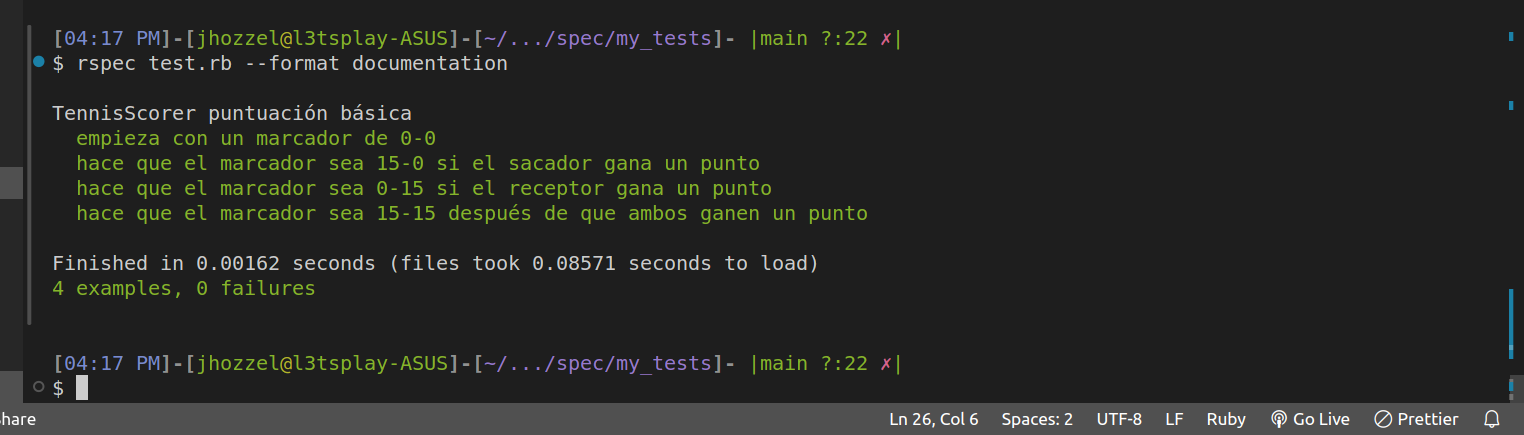 [04:17 PM]-[jhozzel@l3tsplay-ASUS]-[~/.../spec/my_tests]- |main ?:22 ✗|
$ rspec test.rb --format documentation
TennisScorer puntuación básica
empieza con un marcador de 0-0
hace que el marcador sea 15-0 si el sacador gana un punto
hace que el marcador sea 0-15 si el receptor gana un punto
hace que el marcador sea 15-15 después de que ambos ganen un punto
Finished in 0.00162 seconds (files took 0.08571 seconds to load)
4 examples, 0 failures
[04:17 PM]-[jhozzel@l3tsplay-ASUS]-[~/.../spec/my_tests]- |main ?:22 ✗|
$
hare Ln 26, Col 6 Spaces: 2 UTF-8 LF Ruby Go Live Prettier